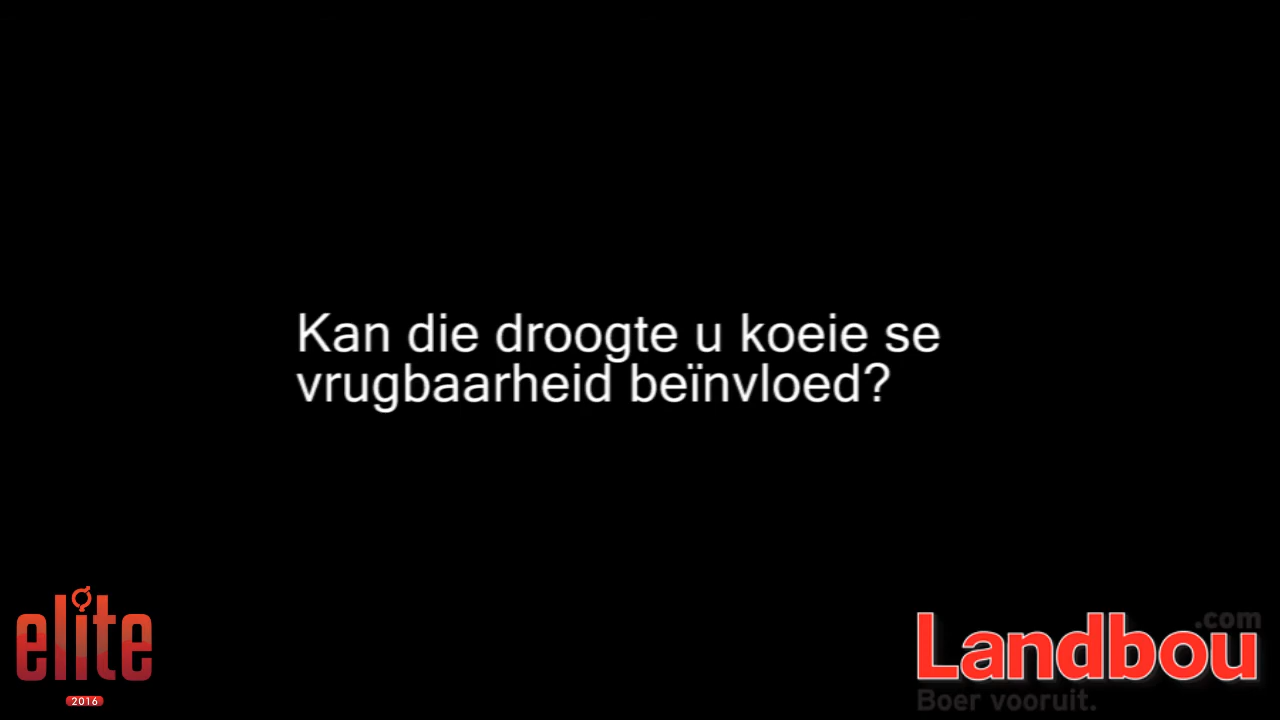 Kan die droogte u koeie se
vrugbaarheid beïnvloed?
elite
2016
.com
Landbou
Boer vooruit.